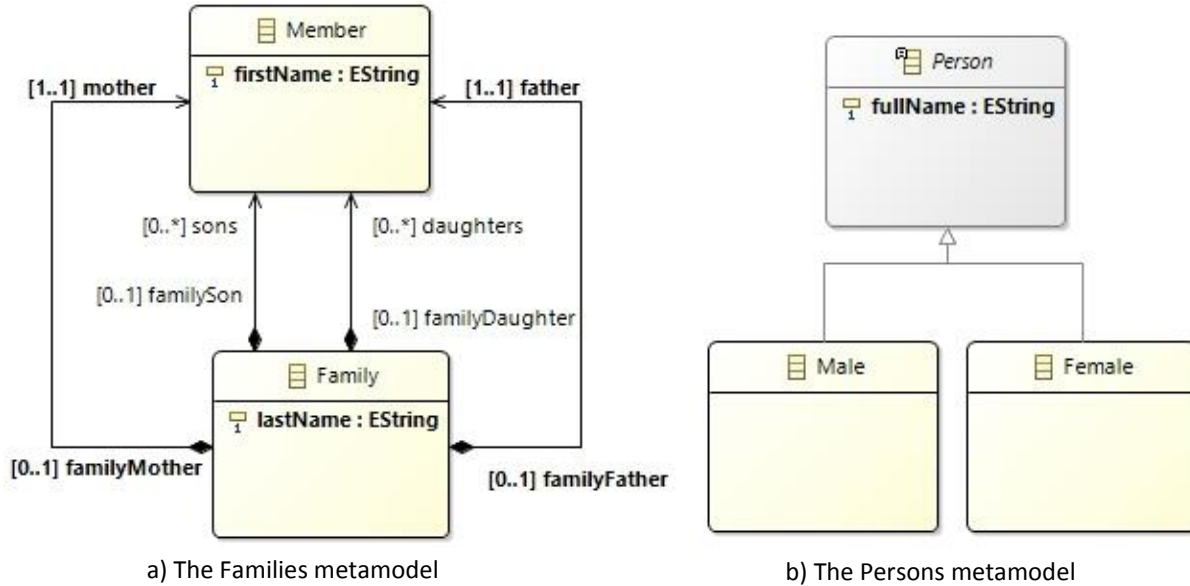 Member
firstName : EString
[1..1] mother
[1..1] father
[0..*] sons
[0..*] daughters
[0..1] familySon
[0..1] familyDaughter
Family
lastName : EString
[0..1] familyMother
[0..1] familyFather
a) The Families metamodel
Person
fullName : EString
Male
Female
b) The Persons metamodel